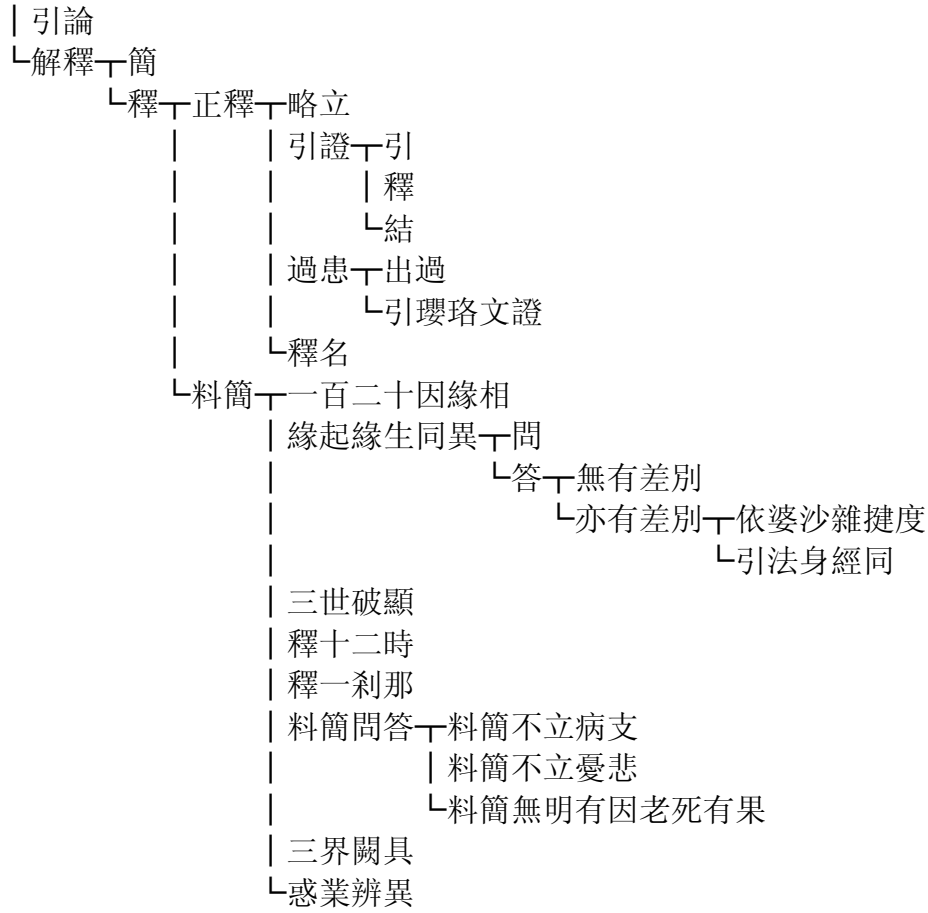 引論
解釋 簡
釋 正釋 略立
引證 引
釋
結
過患 出過
引瓔珞文證
釋名
料簡 一百二十因緣相
緣起緣生同異 問
答 無有差別
亦有差別 依婆沙雜揵度
引法身經同
三世破顯
釋十二時
釋一剎那
料簡問答 料簡不立病支
料簡不立憂悲
料簡無明有因老死有果
三界闕具
惑業辨異